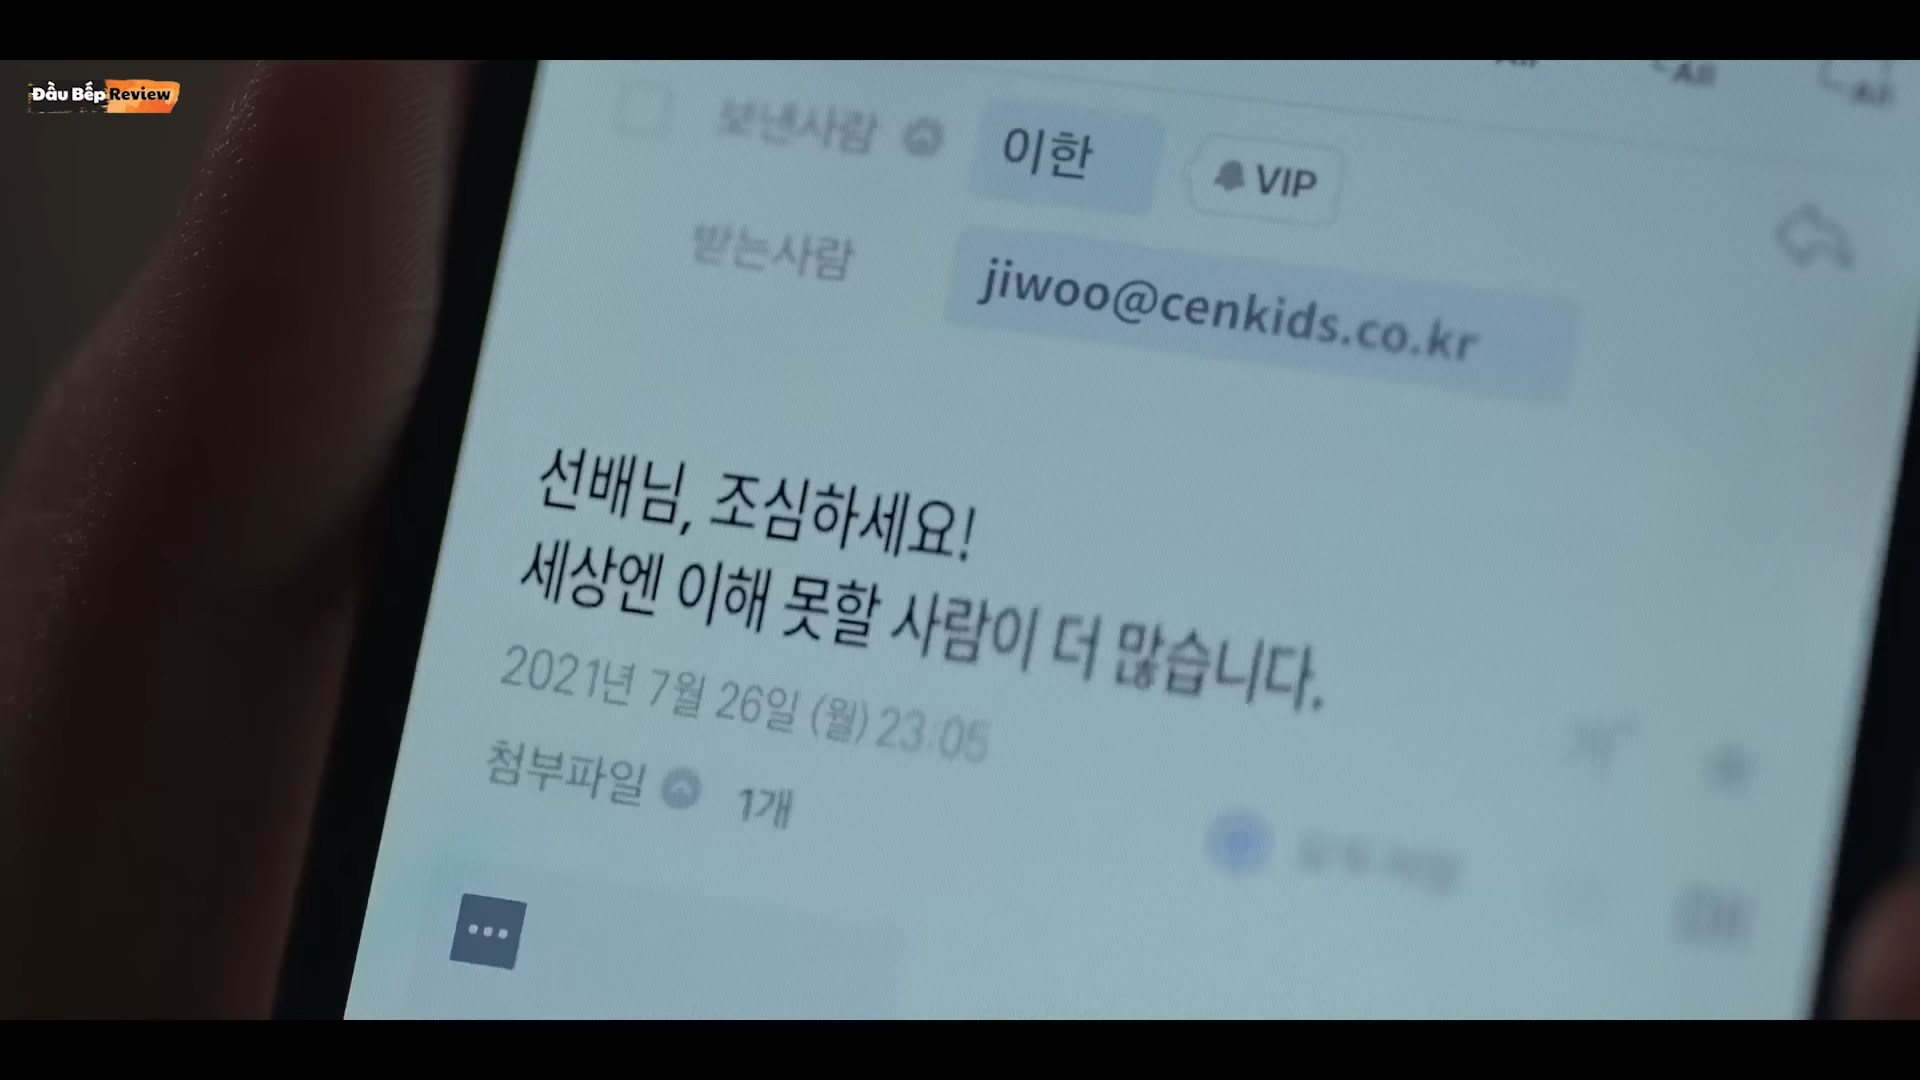 Đầu Bếp Review
All
All
보낸사람 이한 VIP
받는사람 jiwoo@cenkids.co.kr
선배님, 조심하세요!
세상엔 이해 못할 사람이 더 많습니다.
2021년 7월 26일 (월) 23:05
첨부파일 1개